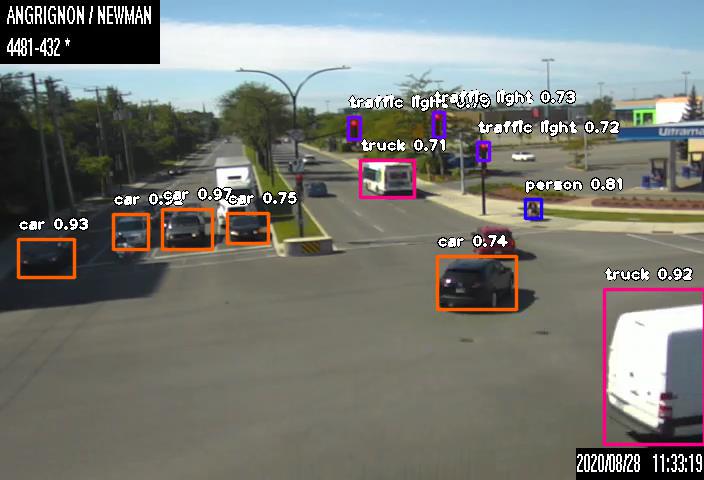 ANGRIGNON / NEWMAN
4481-432 *
traffic light 0.73
traffic light
traffic light 0.72
truck 0.71
person 0.81
car
car 0.97
car 0.75
car 0.93
car 0.74
truck 0.92
Ultramar
2020/08/28 11:33:19